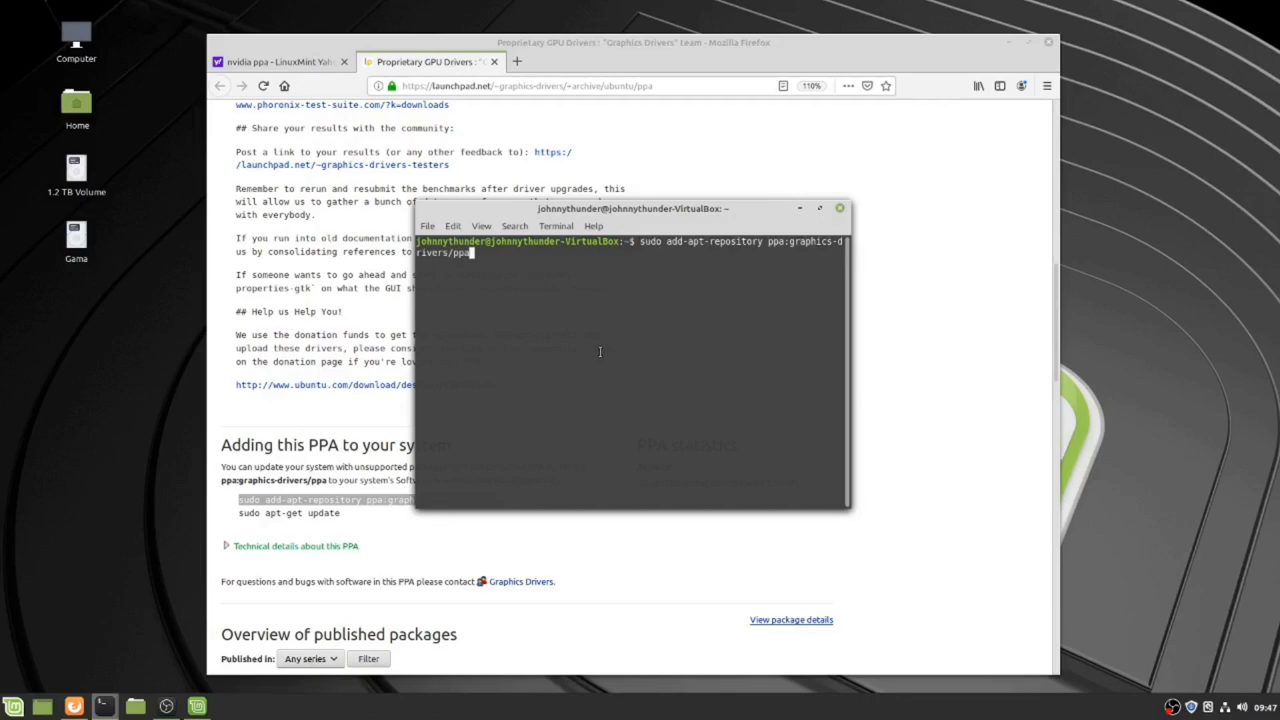 Computer
Home
1.2 TB Volume
Gama
Proprietary GPU Drivers : "Graphics Drivers" team - Mozilla Firefox
nvidia ppa - LinuxMint Yah
Proprietary GPU Drivers : "G
https://launchpad.net/~graphics-drivers/+archive/ubuntu/ppa
110%
www.phoronix-test-suite.com/?k=downloads
## Share your results with the community:
Post a link to your results (or any other feedback to): https:/
/launchpad.net/~graphics-drivers-testers
Remember to rerun and resubmit the benchmarks after driver upgrades, this
will allow us to gather a bunch of
with everybody.
If you run into old documentation
us by consolidating references to
If someone wants to go ahead and
properties-gtk` on what the GUI sh
## Help us Help You!
We use the donation funds to get
upload these drivers, please consi
on the donation page if you're lov
http://www.ubuntu.com/download/des
johnnythunder@johnnythunder-VirtualBox: ~
File Edit View Search Terminal Help
johnnythunder@johnnythunder-VirtualBox:~$ sudo add-apt-repository ppa:graphics-d
rivers/ppa
Adding this PPA to your system
PPA statistics
You can update your system with unsupported p
ppa:graphics-drivers/ppa to your system's Sof
sudo add-apt-repository ppa:graph
sudo apt-get update
Technical details about this PPA
For questions and bugs with software in this PPA please contact Graphics Drivers.
View package details
Overview of published packages
Published in: Any series Filter
09:47